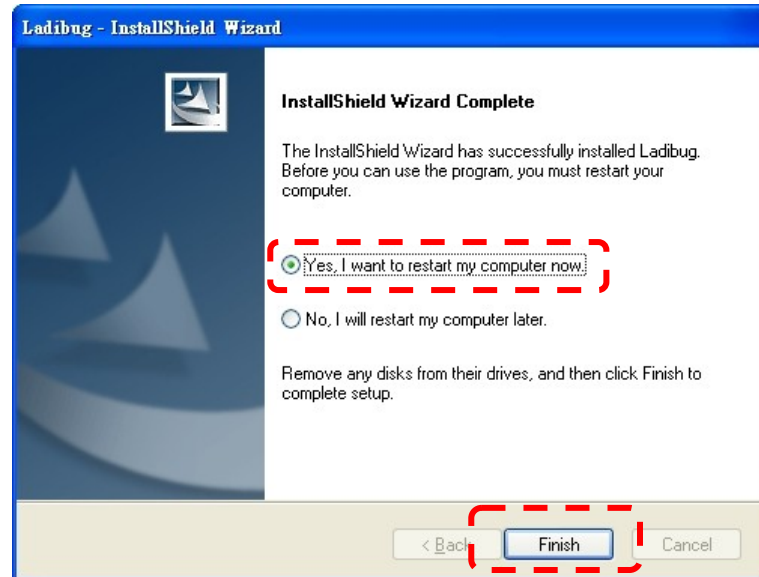 Ladibug - InstallShield Wizard
InstallShield Wizard Complete
The InstallShield Wizard has successfully installed Ladibug.
Before you can use the program, you must restart your
computer.
Yes, I want to restart my computer now.
No, I will restart my computer later.
Remove any disks from their drives, and then click Finish to
complete setup.
< Back Finish Cancel